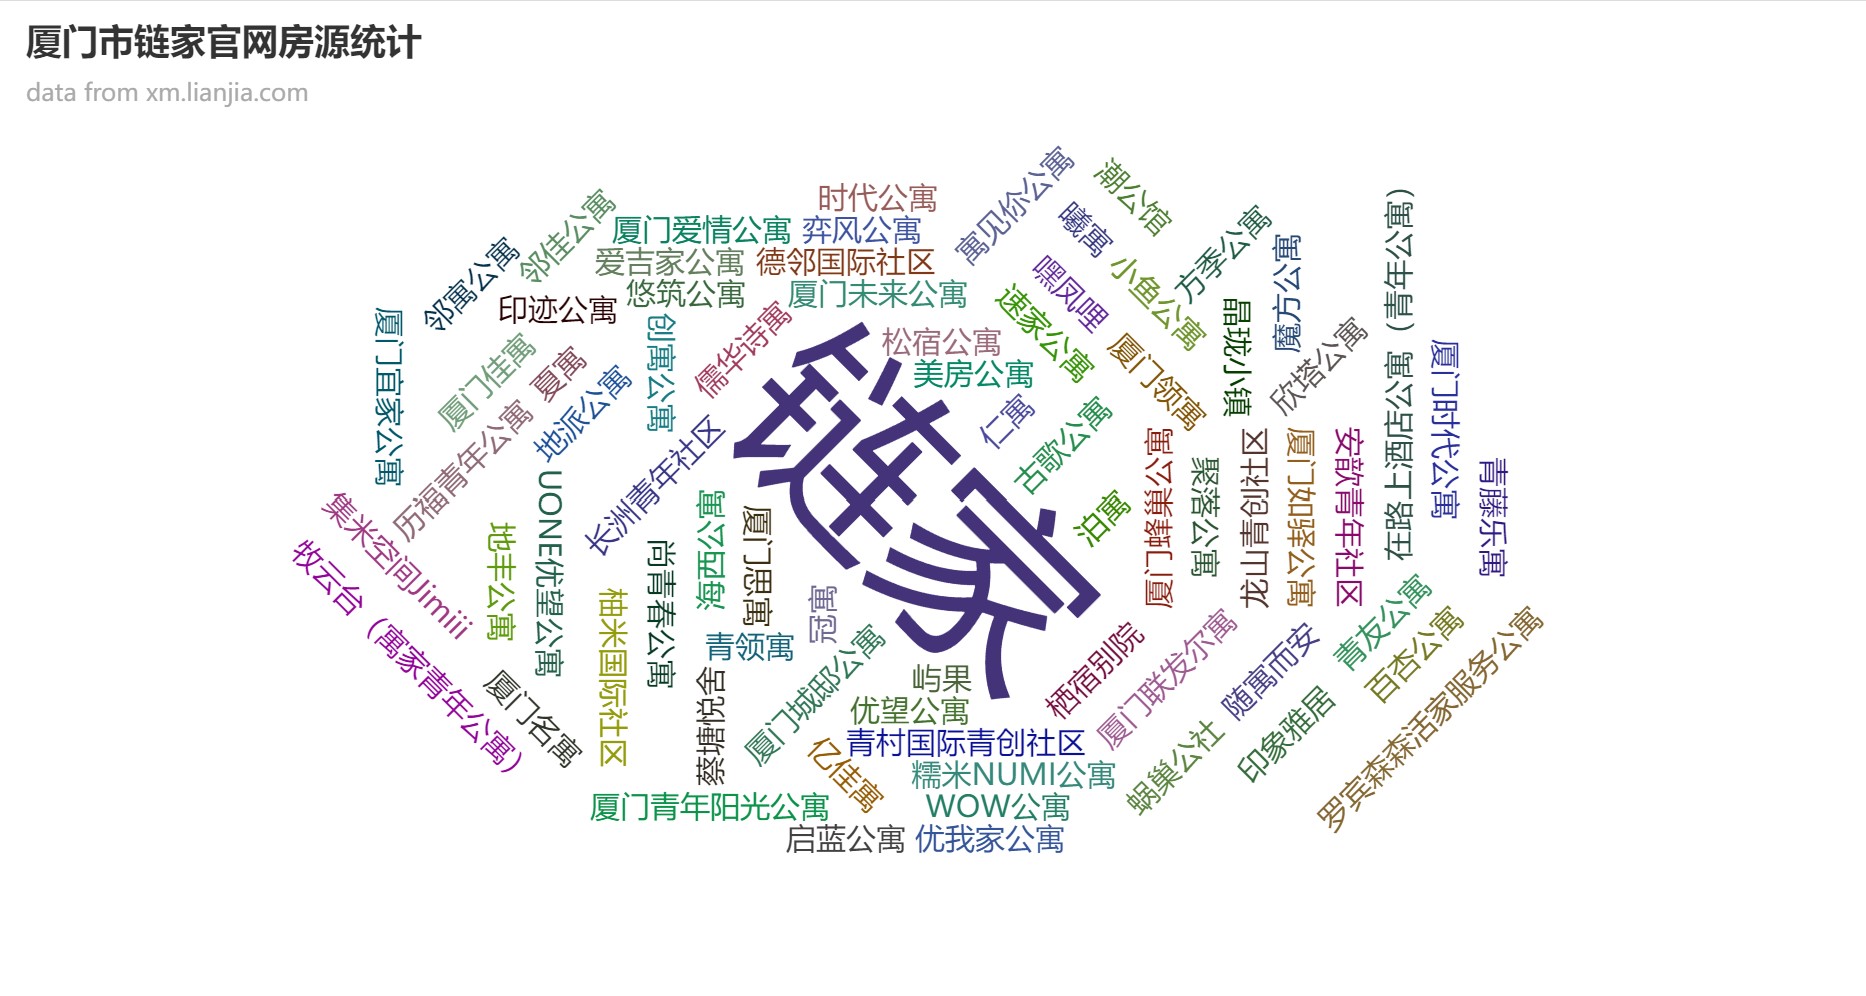 厦门市链家官网房源统计
data from xm.lianjia.com
时代公寓
寓见你公寓
潮公馆
邻佳公寓
厦门爱情公寓
弈风公寓
曦寓
方季公寓
在路上酒店公寓（青年公寓）
邻寓公寓
爱吉家公寓
德邻国际社区
嘿凤哩
小鱼公寓
魔方公寓
印迹公寓
悠筑公寓
厦门未来公寓
速家公寓
晶珑小镇
厦门宜家公寓
创寓公寓
儒华诗寓
松宿公寓
厦门领寓
欣塔公寓
厦门时代公寓
厦门佳寓
夏寓
地派公寓
链家
美房公寓
仁寓
古歌公寓
历福青年公寓
长洲青年社区
厦门蜂巢公寓
聚落公寓
龙山青创社区
厦门如驿公寓
安歆青年社区
青藤乐寓
集米空间Jimiii
UONE优望公寓
海西公寓
厦门思寓
泊寓
牧云台（寓家青年公寓）
地丰公寓
尚青春公寓
冠寓
柚米国际社区
青领寓
厦门城邸公寓
屿果
栖宿别院
厦门联发尔寓
随寓而安
青友公寓
百杏公寓
罗宾森森活家服务公寓
厦门名寓
蔡塘悦舍
优望公寓
印象雅居
亿佳寓
青村国际青创社区
蜗巢公社
糯米NUMI公寓
厦门青年阳光公寓
WOW公寓
启蓝公寓
优我家公寓